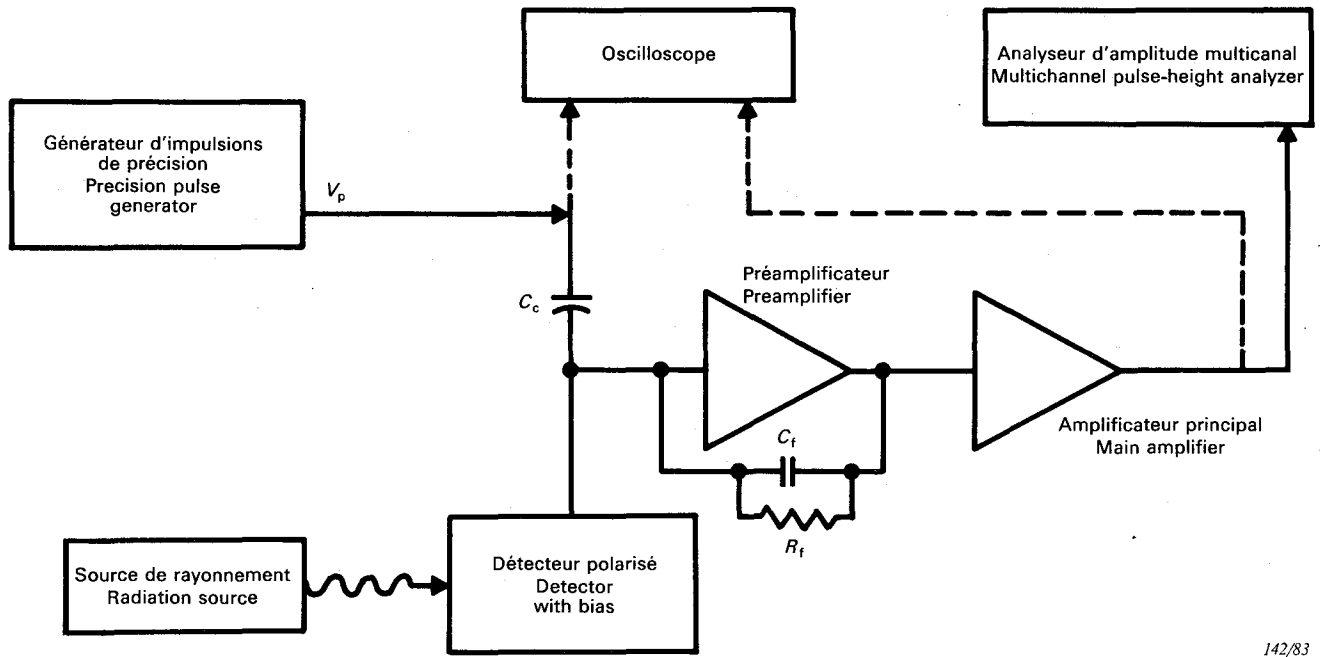 Oscilloscope
Analyseur d'amplitude multicanal
Multichannel pulse-height analyzer
Générateur d'impulsions
de précision
Precision pulse
generator
Vp
Cc
Préamplificateur
Preamplifier
Cf
Rf
Amplificateur principal
Main amplifier
Source de rayonnement
Radiation source
Détecteur polarisé
Detector
with bias
142/83